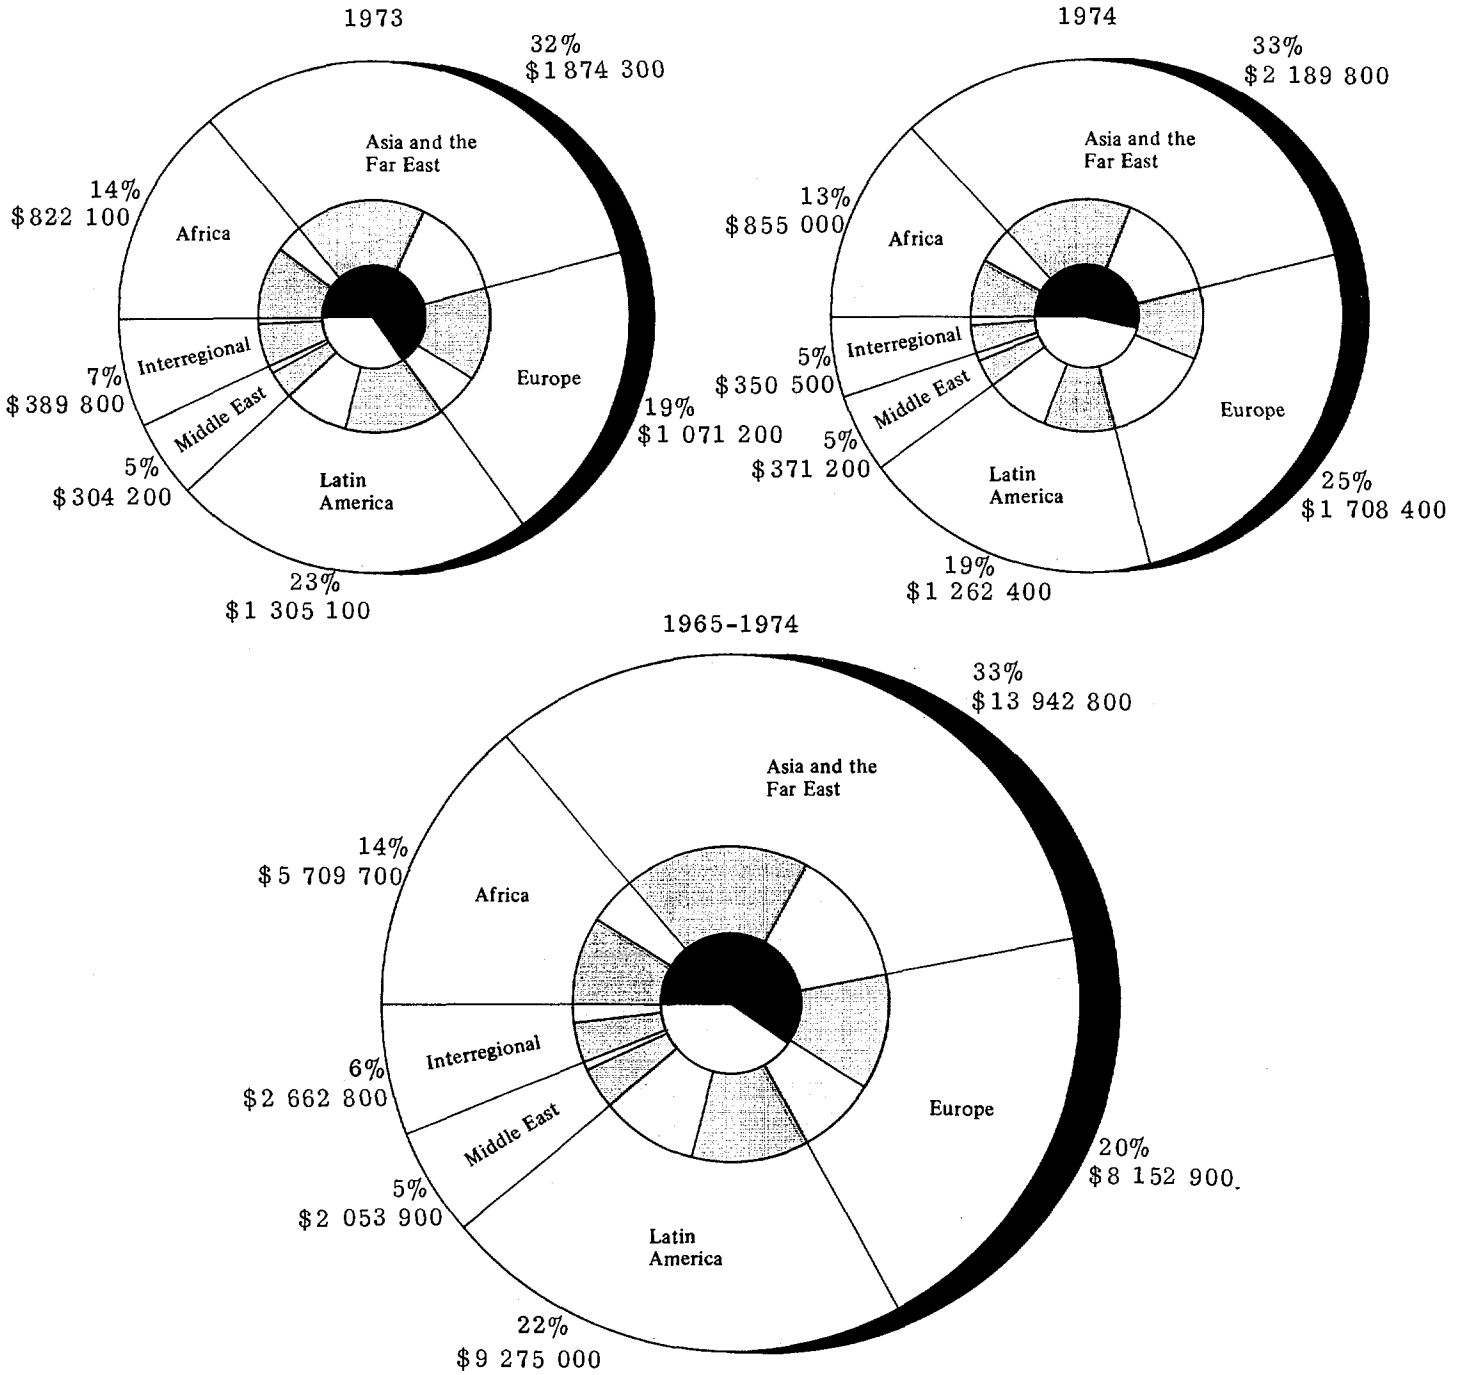 1973
32%
$1 874 300
Asia and the
Far East
14%
$822 100
Africa
Interregional
7%
$389 800
Middle East
5%
$304 200
Europe
19%
$1 071 200
Latin
America
23%
$1 305 100
1974
33%
$2 189 800
Asia and the
Far East
13%
$855 000
Africa
Interregional
5%
$350 500
Middle East
5%
$371 200
Europe
25%
$1 708 400
Latin
America
19%
$1 262 400
1965-1974
33%
$13 942 800
Asia and the
Far East
14%
$5 709 700
Africa
Interregional
6%
$2 662 800
Middle East
5%
$2 053 900
Europe
20%
$8 152 900
Latin
America
22%
$9 275 000